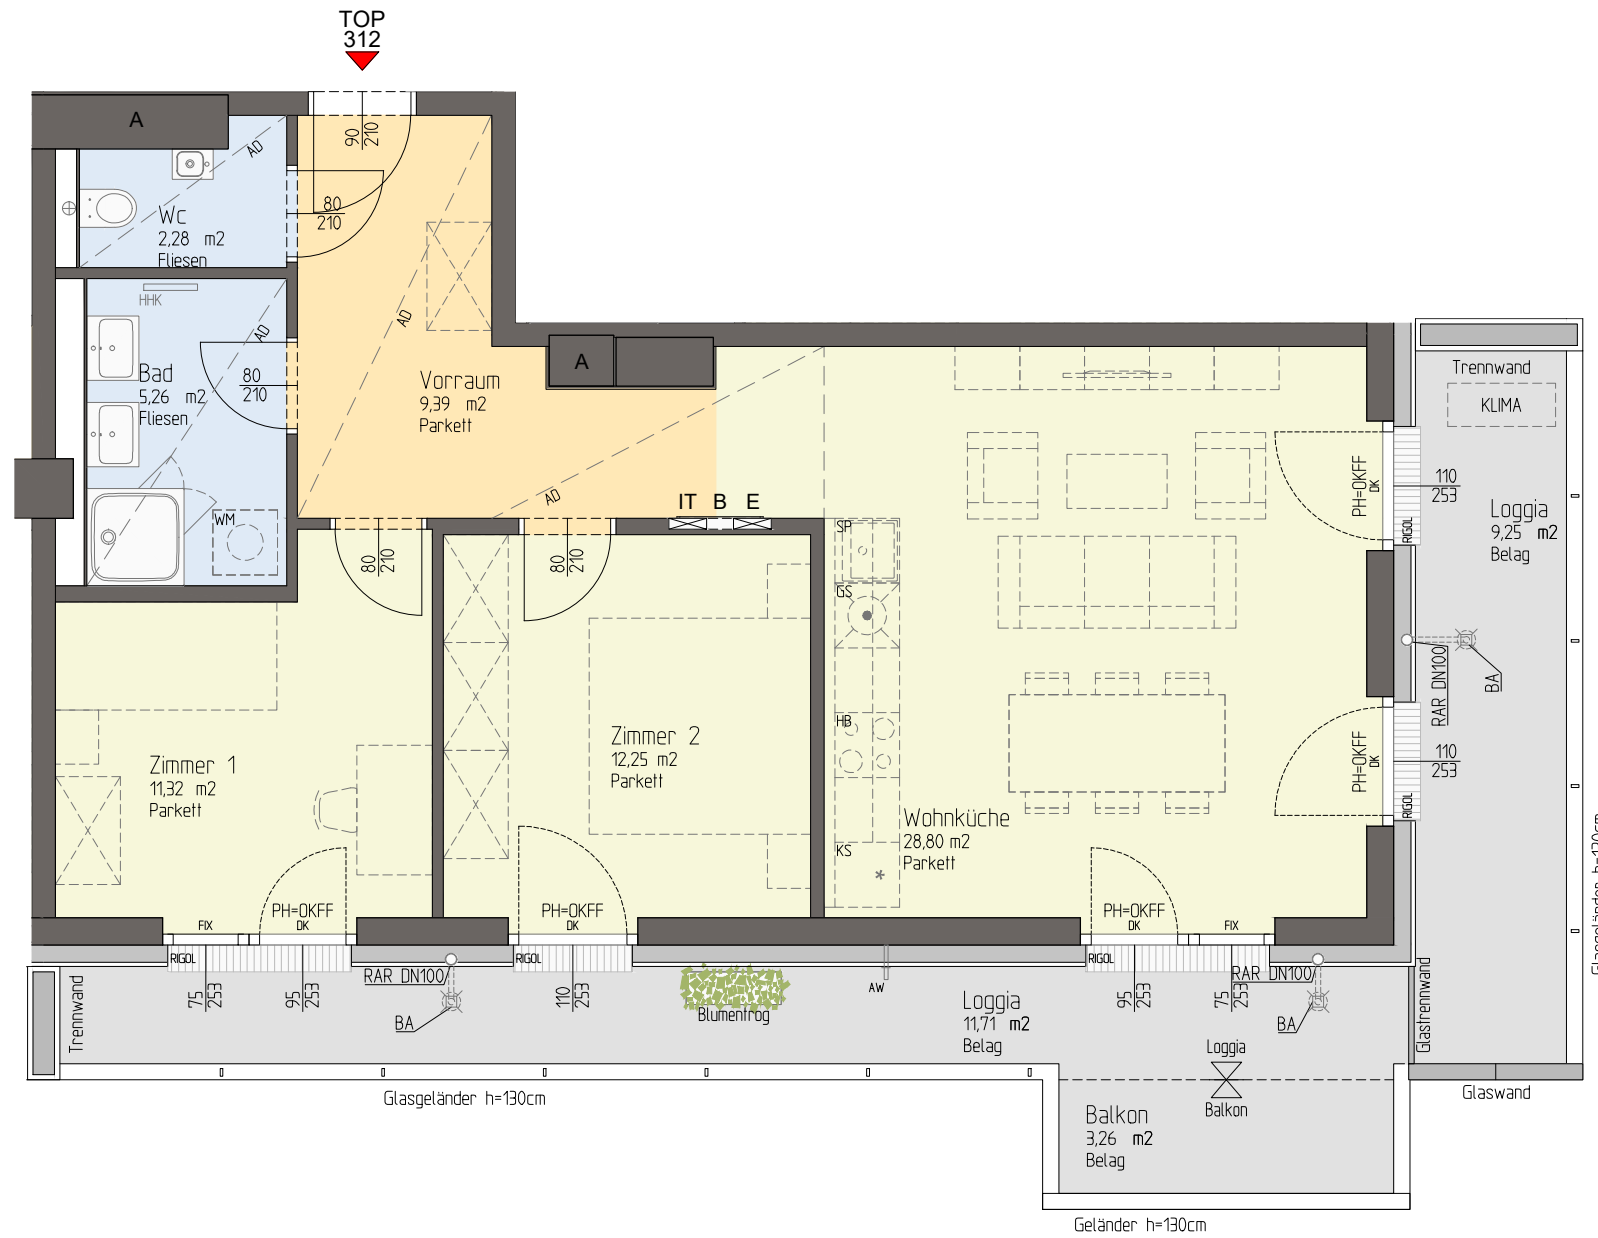 TOP
312
A
90
210
AD
80
210
Wc
2,28 m2
Fliesen
HHK
AD
AD
Bad
5,26 m2
Fliesen
80
210
Vorraum
9,39 m2
Parkett
A
Trennwand
KLIMA
PH=OKFF
DK
110
253
RIGOL
Loggia
9,25 m2
Belag
AD
IT B E
WM
SP
GS
80
210
80
210
RAR DN100
BA
HB
Zimmer 1
11,32 m2
Parkett
Zimmer 2
12,25 m2
Parkett
PH=OKFF
DK
110
253
RIGOL
Wohnküche
28,80 m2
Parkett
KS
*
Glasgeländer h=130cm
FIX
PH=OKFF
DK
PH=OKFF
DK
PH=OKFF
DK
FIX
RIGOL
RIGOL
RIGOL
Trennwand
75
253
95
253
RAR DN100
BA
110
253
Blumentrog
AW
Loggia
11,71 m2
Belag
95
253
75
253
RAR DN100
BA
Glastrennwand
Loggia
Balkon
Glasgeländer h=130cm
Glaswand
Balkon
3,26 m2
Belag
Geländer h=130cm